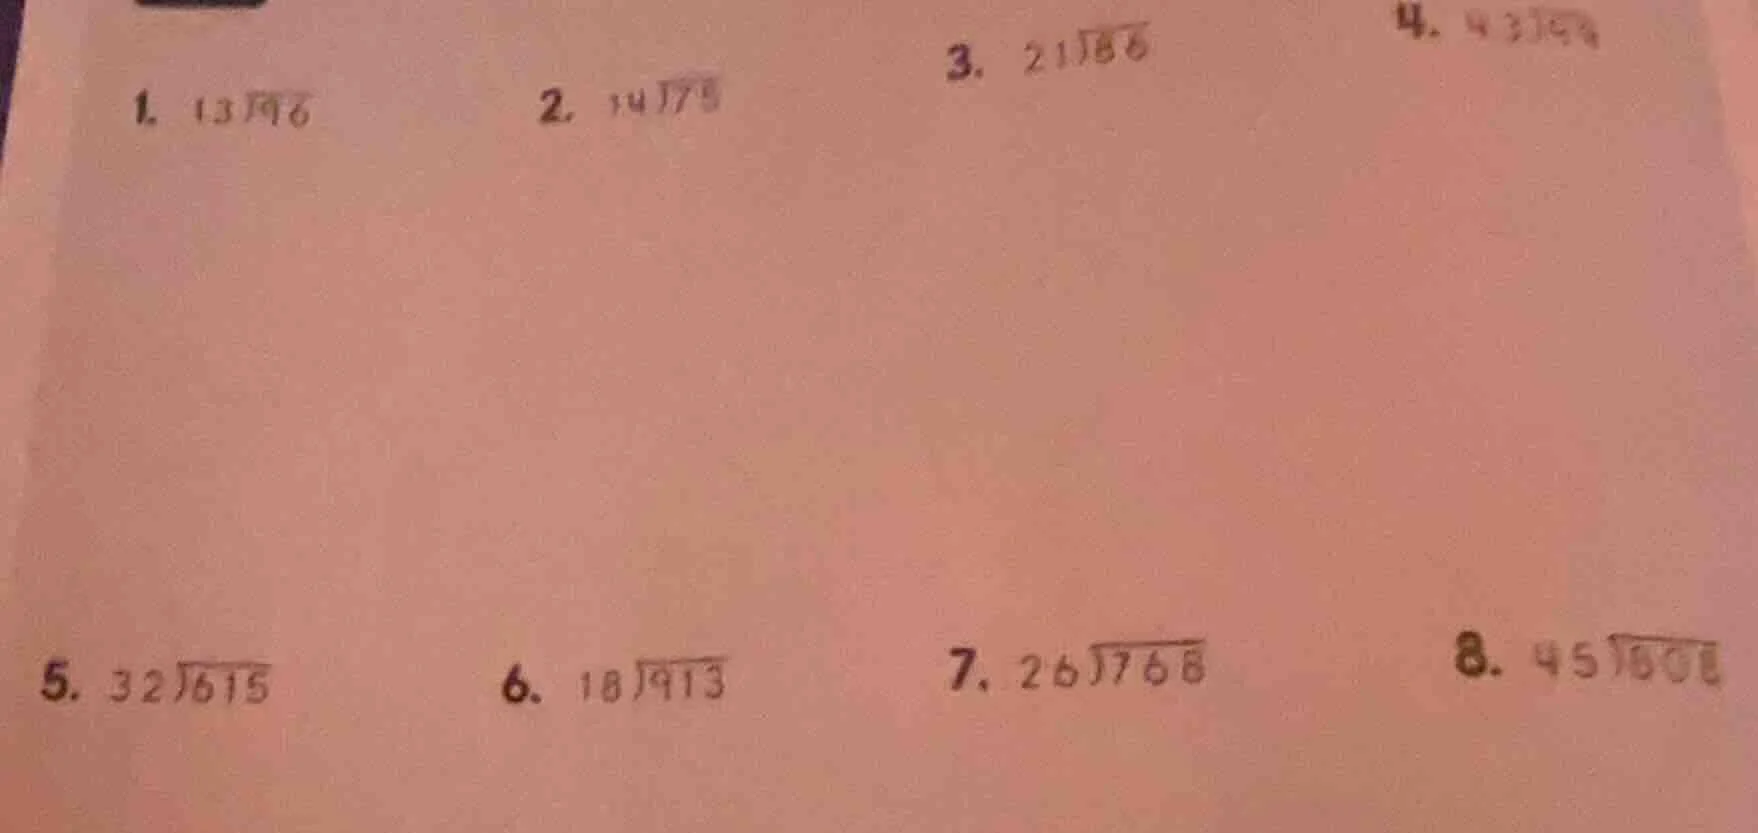 1. 13)96 2. 14)75 3. 21)86 4. 43)94
5. 32)615 6. 18)913 7. 26)768 8. 45)